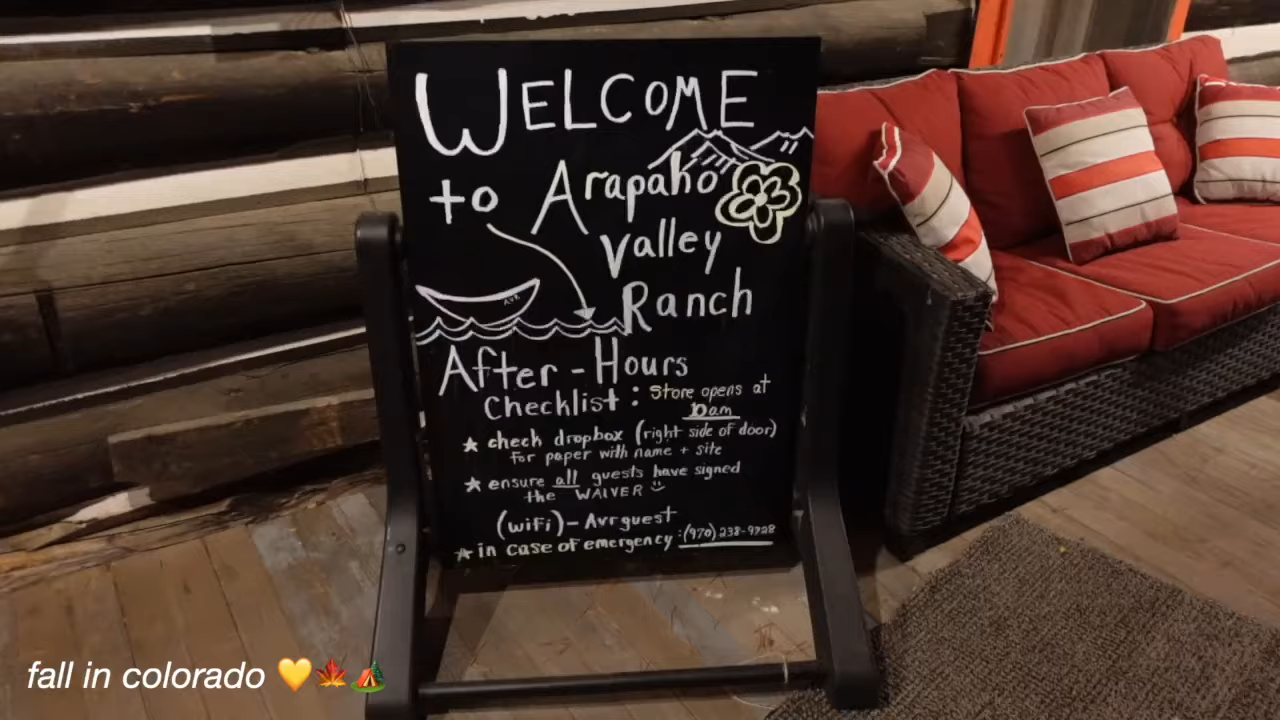 WELCOME
to Arapaho
Valley
Ranch
AVR
After-Hours
Checklist: Store opens at
10am
★ check dropbox (right side of door)
for paper with name + site
★ ensure all guests have signed
the WAIVER
(wifi) - Avrguest
★ in case of emergency: (970) 238-9728
fall in colorado 💛🍁🏕️